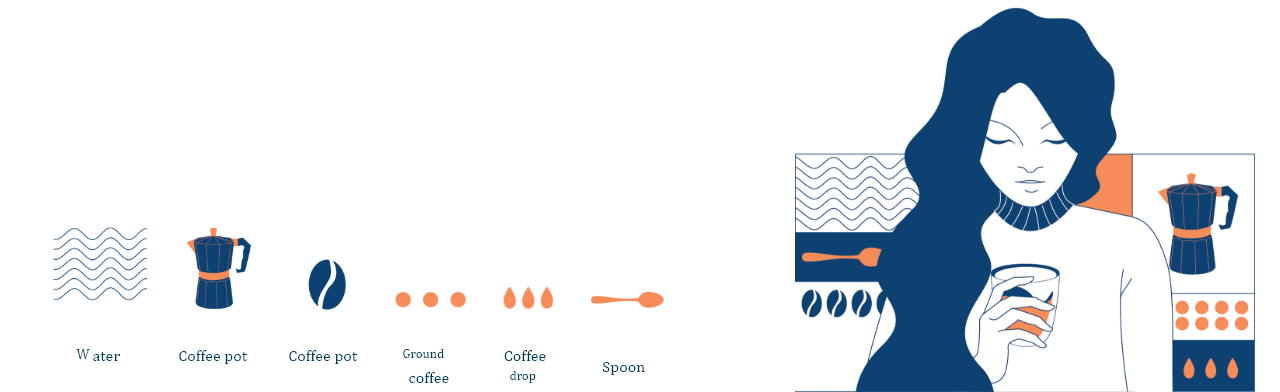 W ater
Coffee pot
Coffee pot
Ground
coffee
Coffee
drop
Spoon